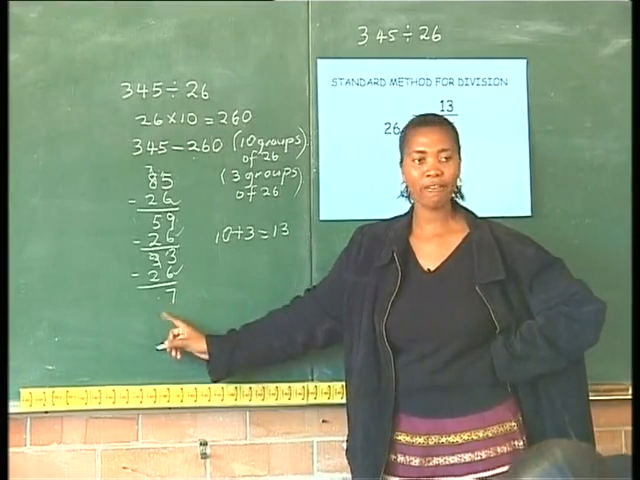 345÷26
345÷26
26×10=260
345-260 (10 groups of 26
85 (3 groups)
-26 of 26
59
-26 10+3=13
33
-26
7
STANDARD METHOD FOR DIVISION
13
26